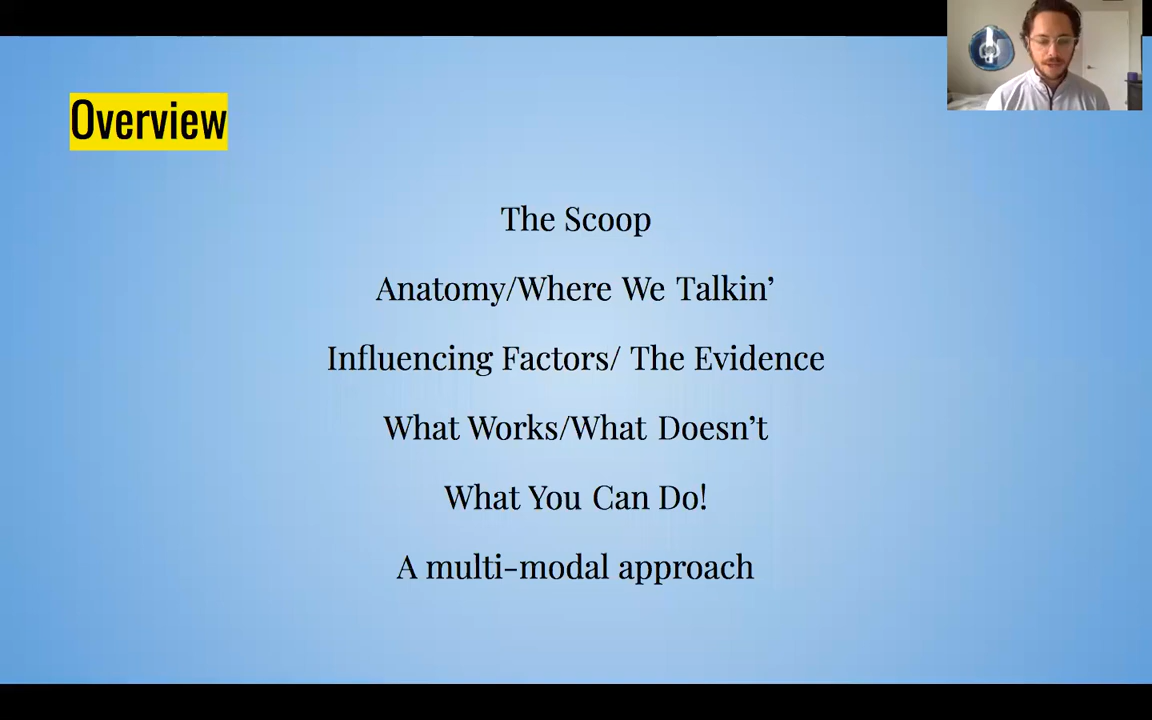 Overview
The Scoop
Anatomy/Where We Talkin’
Influencing Factors/ The Evidence
What Works/What Doesn’t
What You Can Do!
A multi-modal approach